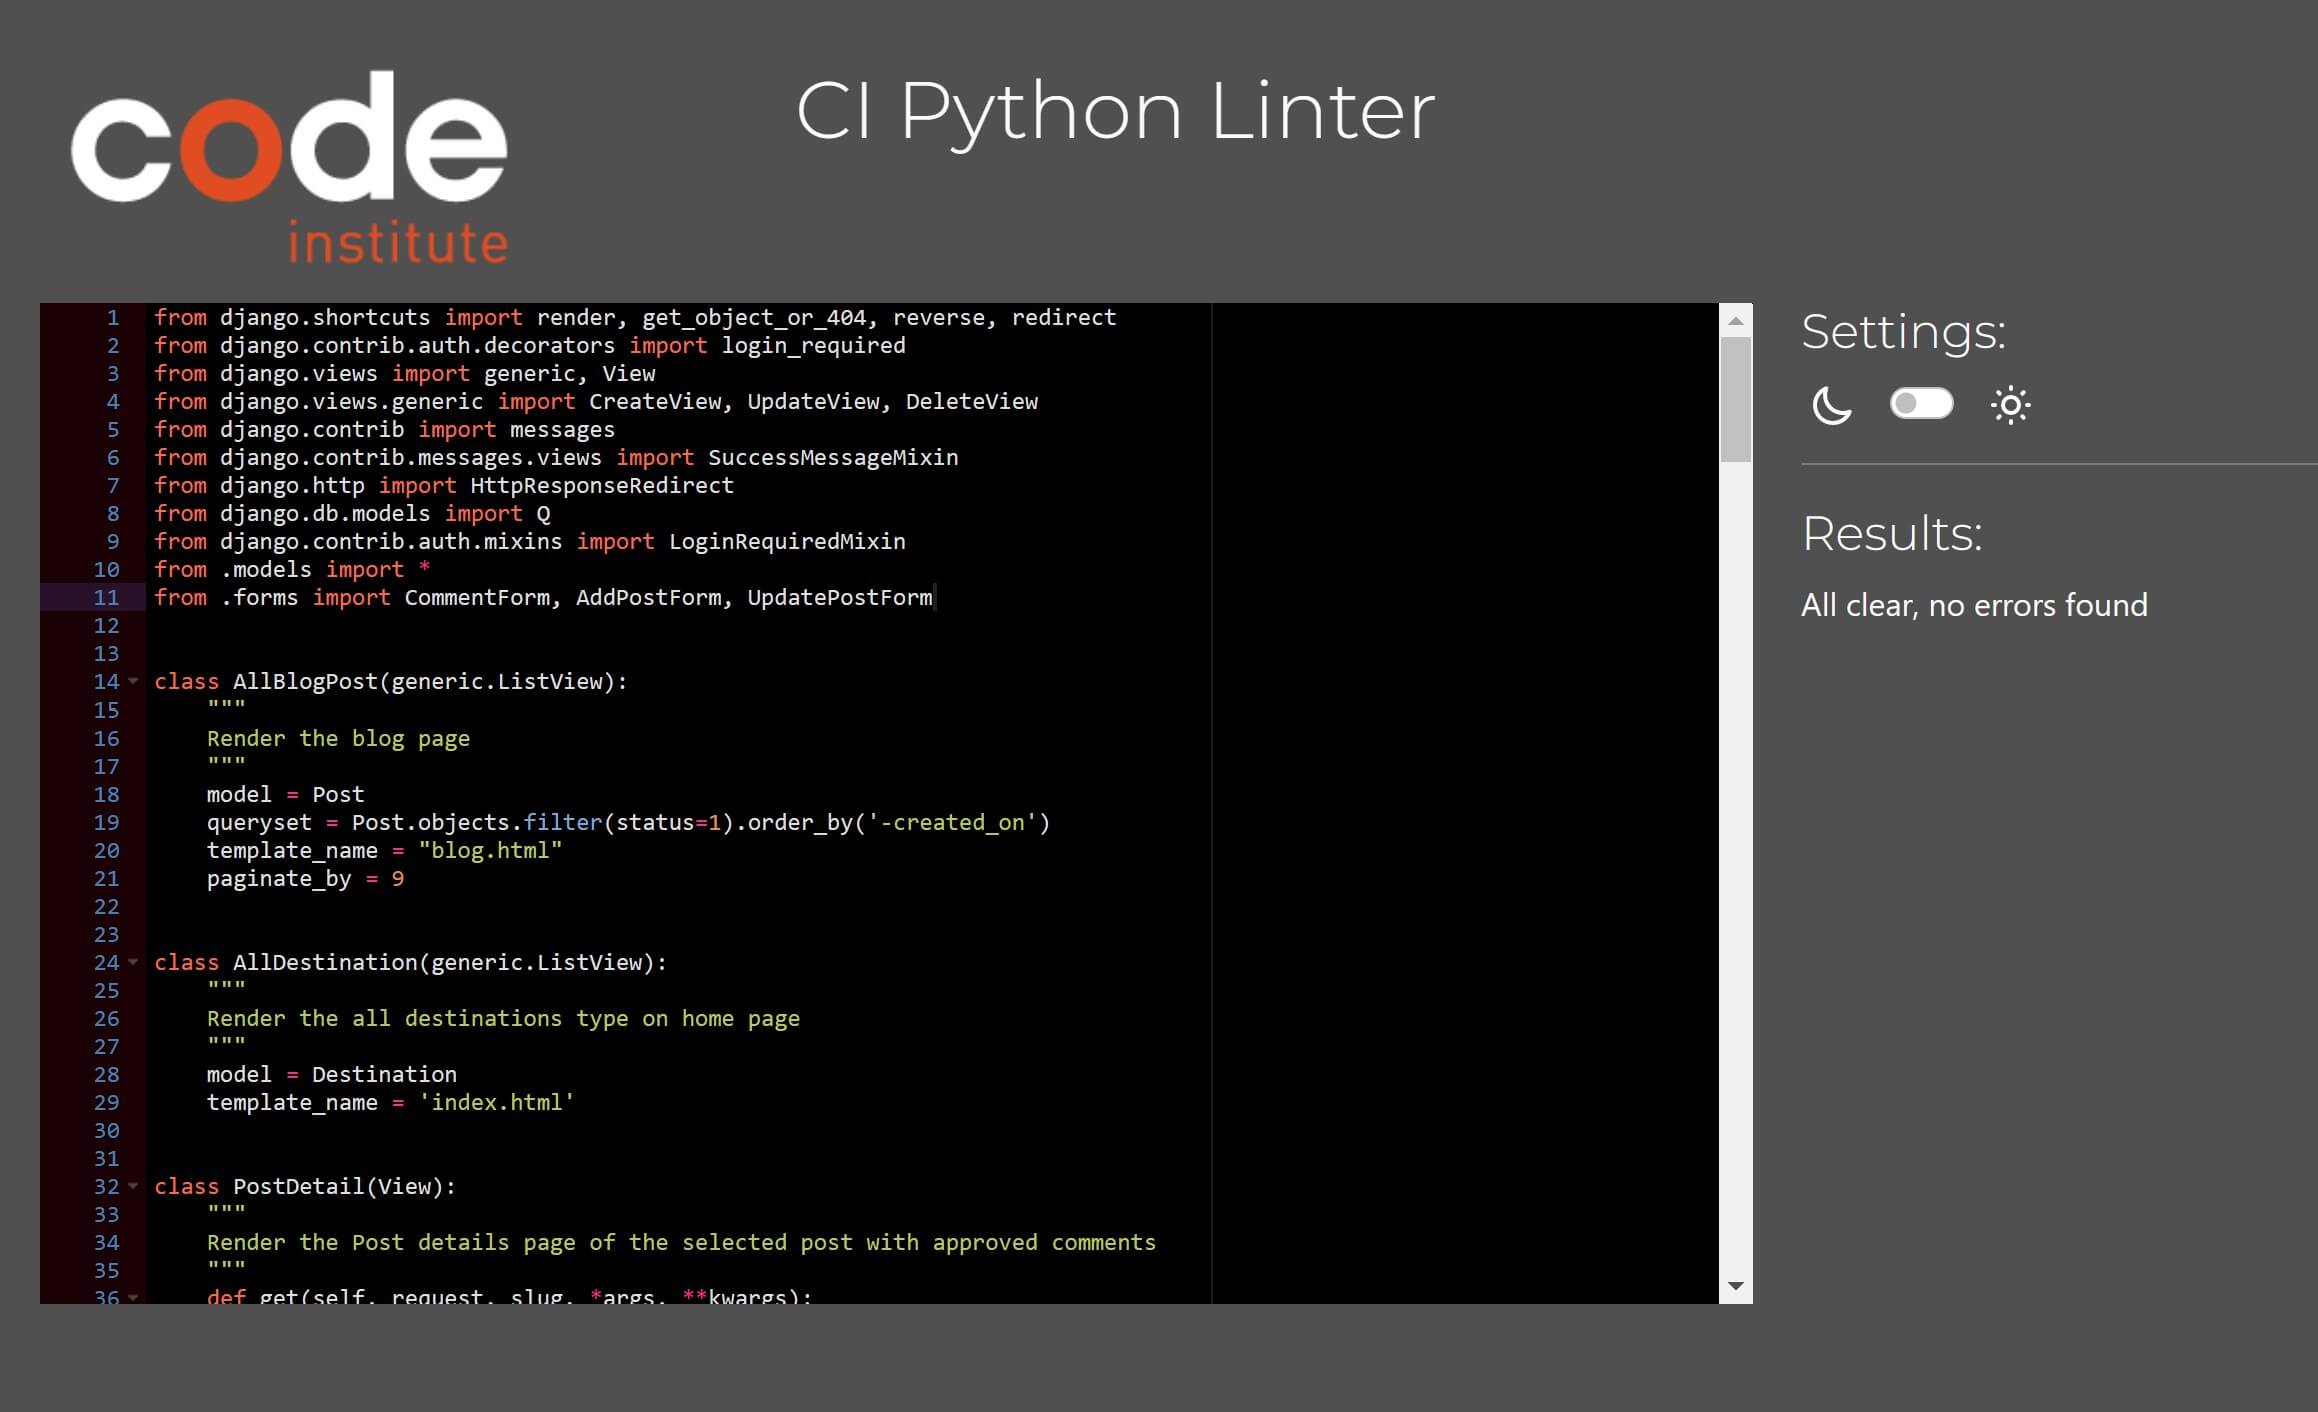 code
institute
CI Python Linter
1 from django.shortcuts import render, get_object_or_404, reverse, redirect
2 from django.contrib.auth.decorators import login_required
3 from django.views import generic, View
4 from django.views.generic import CreateView, UpdateView, DeleteView
5 from django.contrib import messages
6 from django.contrib.messages.views import SuccessMessageMixin
7 from django.http import HttpResponseRedirect
8 from django.db.models import Q
9 from django.contrib.auth.mixins import LoginRequiredMixin
10 from .models import *
11 from .forms import CommentForm, AddPostForm, UpdatePostForm
12
13
14 class AllBlogPost(generic.ListView):
15     """
16     Render the blog page
17     """
18     model = Post
19     queryset = Post.objects.filter(status=1).order_by('-created_on')
20     template_name = "blog.html"
21     paginate_by = 9
22
23
24 class AllDestination(generic.ListView):
25     """
26     Render the all destinations type on home page
27     """
28     model = Destination
29     template_name = 'index.html'
30
31
32 class PostDetail(View):
33     """
34     Render the Post details page of the selected post with approved comments
35     """
36     def get(self, request, slug, *args, **kwargs):
Settings:
Results:
All clear, no errors found